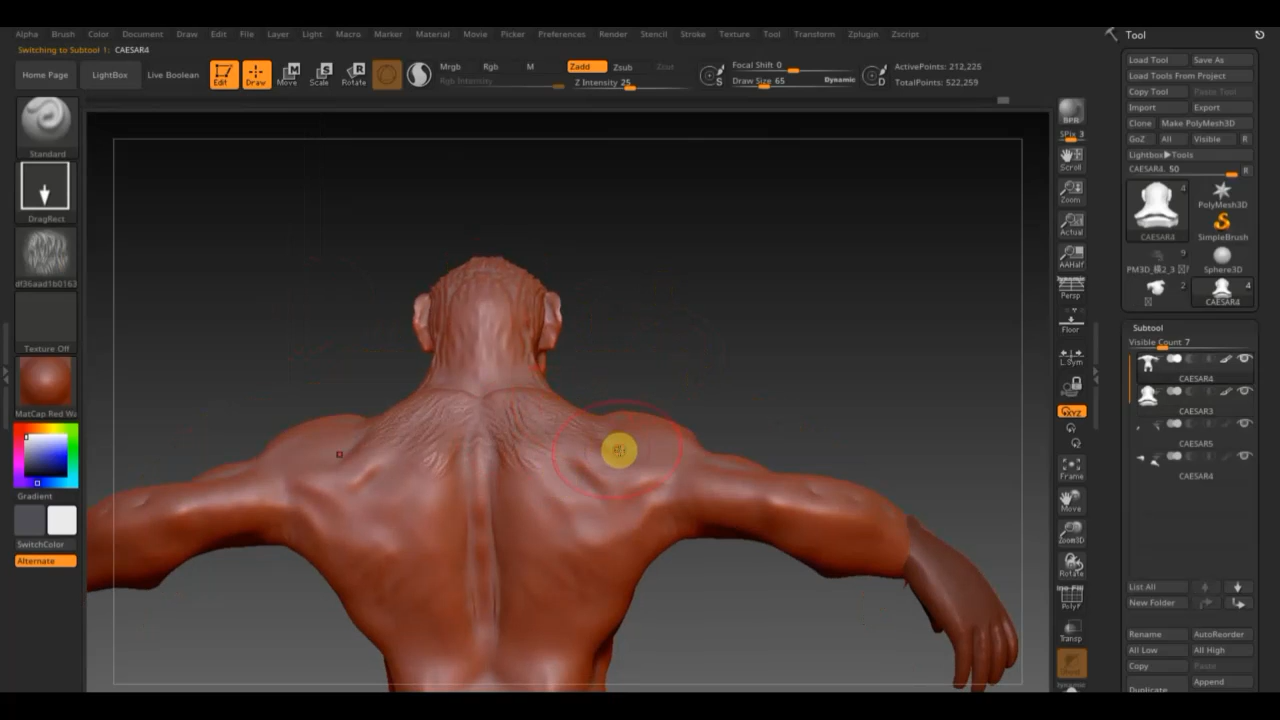 Alpha Brush Color Document Draw Edit File Layer Light Macro Marker Material Movie Picker Preferences Render Stencil Stroke Texture Tool Transform Zplugin Zscript
Tool
Switching to Subtool 1: CAESAR4
Home Page
LightBox
Live Boolean
Edit
Draw
Move
Scale
Rotate
Mrgb Rgb M
Rgb Intensity
Zadd Zsub Zcut
Z Intensity 25
S
Focal Shift 0
Draw Size 65
Dynamic
D
ActivePoints: 212,225
TotalPoints: 522,259
Standard
DragRect
df36aad1b0163
Texture Off
MatCap Red Wa
Gradient
SwitchColor
Alternate
BPR
SPix 3
Scroll
Zoom
Actual
AAHalf
Dynamic
Persp
Floor
L.Sym
XYZ
Y
Z
Frame
Move
Zoom3D
Rotate
PolyF
Transp
Load Tool Save As
Load Tools From Project
Copy Tool Paste Tool
Import Export
Clone Make PolyMesh3D
GoZ All Visible R
Lightbox▶Tools
CAESAR4. 50 R
4
CAESAR4
PolyMesh3D
SimpleBrush
9
Sphere3D
2
4
CAESAR4
Subtool
Visible Count 7
CAESAR4
CAESAR3
CAESAR5
CAESAR4
List All
New Folder
Rename AutoReorder
All Low All High
Copy Paste
Duplicate Append